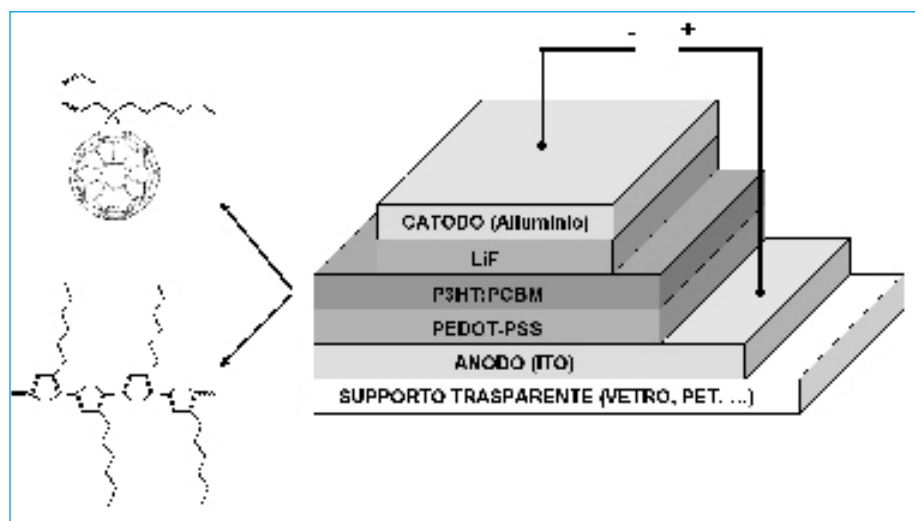 - +
CATODO (Alluminio)
LiF
P3HT:PCBM
PEDOT-PSS
ANODO (ITO)
SUPPORTO TRASPARENTE (VETRO, PET. ...)